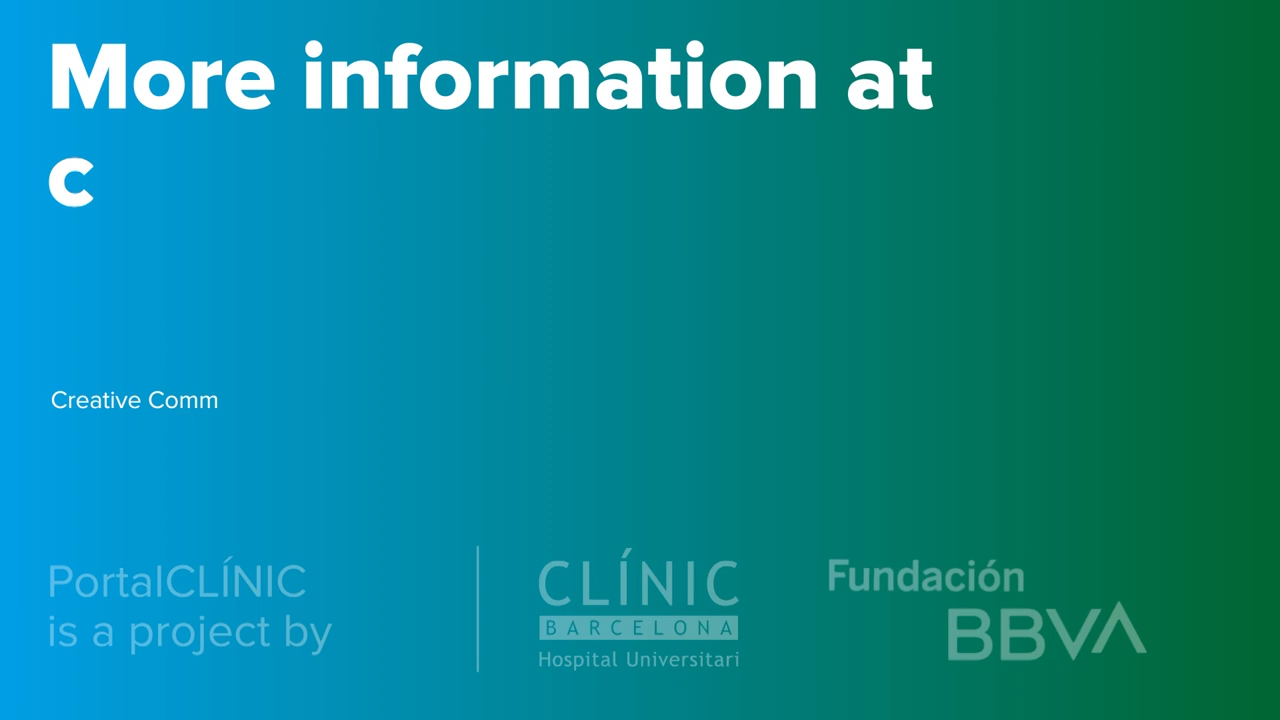 More information at
c
Creative Comm
PortalCLÍNIC
is a project by
CLÍNIC
BARCELONA
Hospital Universitari
Fundación
BBVA